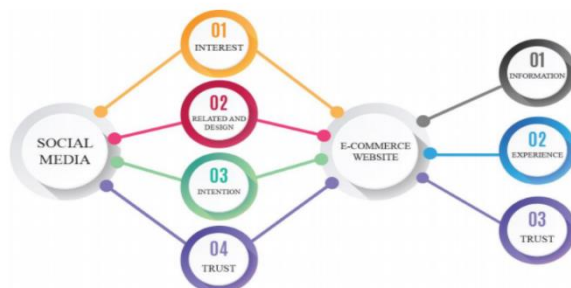 SOCIAL
MEDIA
01
INTEREST
02
RELATED AND
DESIGN
03
INTENTION
04
TRUST
E-COMMERCE
WEBSITE
01
INFORMATION
02
EXPERIENCE
03
TRUST